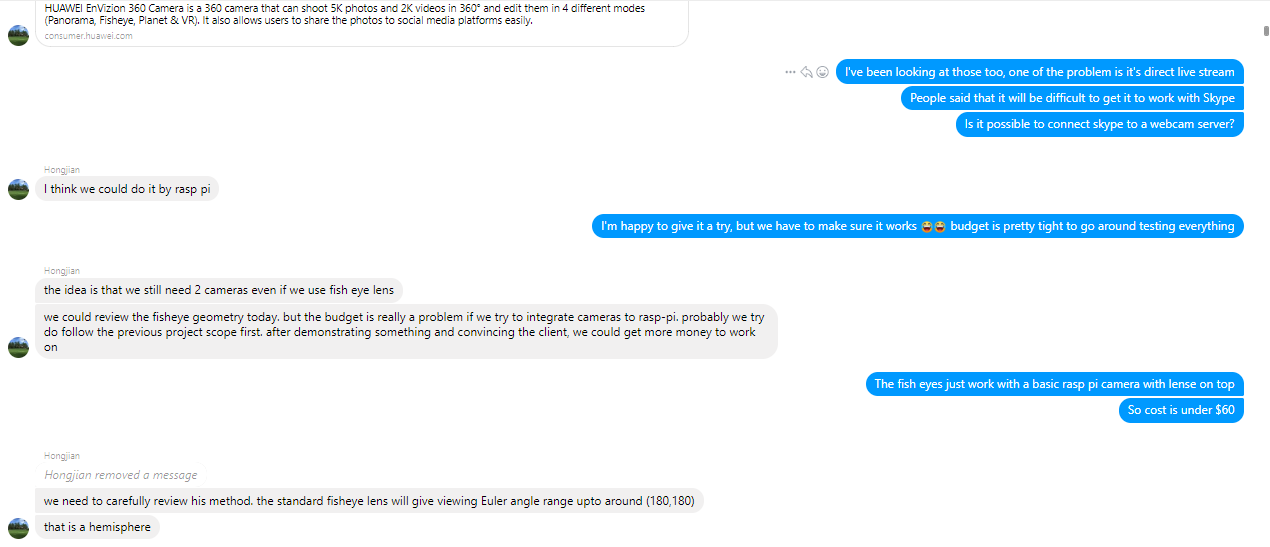 HUAWEI EnVizion 360 Camera is a 360 camera that can shoot 5K photos and 2K videos in 360° and edit them in 4 different modes
(Panorama, Fisheye, Planet & VR). It also allows users to share the photos to social media platforms easily.
consumer.huawei.com
I've been looking at those too, one of the problem is it's direct live stream
People said that it will be difficult to get it to work with Skype
Is it possible to connect skype to a webcam server?
Hongjian
I think we could do it by rasp pi
I'm happy to give it a try, but we have to make sure it works 😂😂 budget is pretty tight to go around testing everything
Hongjian
the idea is that we still need 2 cameras even if we use fish eye lens
we could review the fisheye geometry today. but the budget is really a problem if we try to integrate cameras to rasp-pi. probably we try
do follow the previous project scope first. after demonstrating something and convincing the client, we could get more money to work
on
The fish eyes just work with a basic rasp pi camera with lense on top
So cost is under $60
Hongjian
Hongjian removed a message
we need to carefully review his method. the standard fisheye lens will give viewing Euler angle range upto around (180,180)
that is a hemisphere